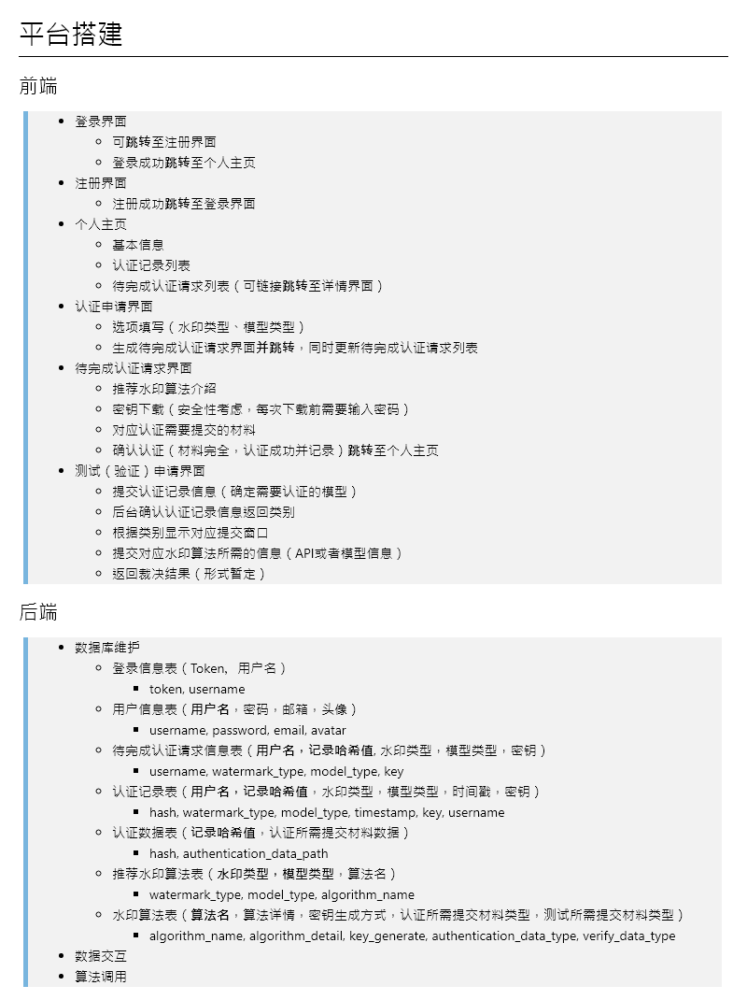 平台搭建
前端
登录界面
可跳转至注册界面
登录成功跳转至个人主页
注册界面
注册成功跳转至登录界面
个人主页
基本信息
认证记录列表
待完成认证请求列表（可链接跳转至详情界面）
认证申请界面
选项填写（水印类型、模型类型）
生成待完成认证请求界面并跳转，同时更新待完成认证请求列表
待完成认证请求界面
推荐水印算法介绍
密钥下载（安全性考虑，每次下载前需要输入密码）
对应认证需要提交的材料
确认认证（材料完全，认证成功并记录）跳转至个人主页
测试（验证）申请界面
提交认证记录信息（确定需要认证的模型）
后台确认认证记录信息返回类别
根据类别显示对应提交窗口
提交对应水印算法所需的信息（API或者模型信息）
返回裁决结果（形式暂定）
后端
数据库维护
登录信息表（Token，用户名）
token, username
用户信息表（用户名，密码，邮箱，头像）
username, password, email, avatar
待完成认证请求信息表（用户名，记录哈希值, 水印类型，模型类型，密钥）
username, watermark_type, model_type, key
认证记录表（用户名，记录哈希值，水印类型，模型类型，时间戳，密钥）
hash, watermark_type, model_type, timestamp, key, username
认证数据表（记录哈希值，认证所需提交材料数据）
hash, authentication_data_path
推荐水印算法表（水印类型，模型类型，算法名）
watermark_type, model_type, algorithm_name
水印算法表（算法名，算法详情，密钥生成方式，认证所需提交材料类型，测试所需提交材料类型）
algorithm_name, algorithm_detail, key_generate, authentication_data_type, verify_data_type
数据交互
算法调用